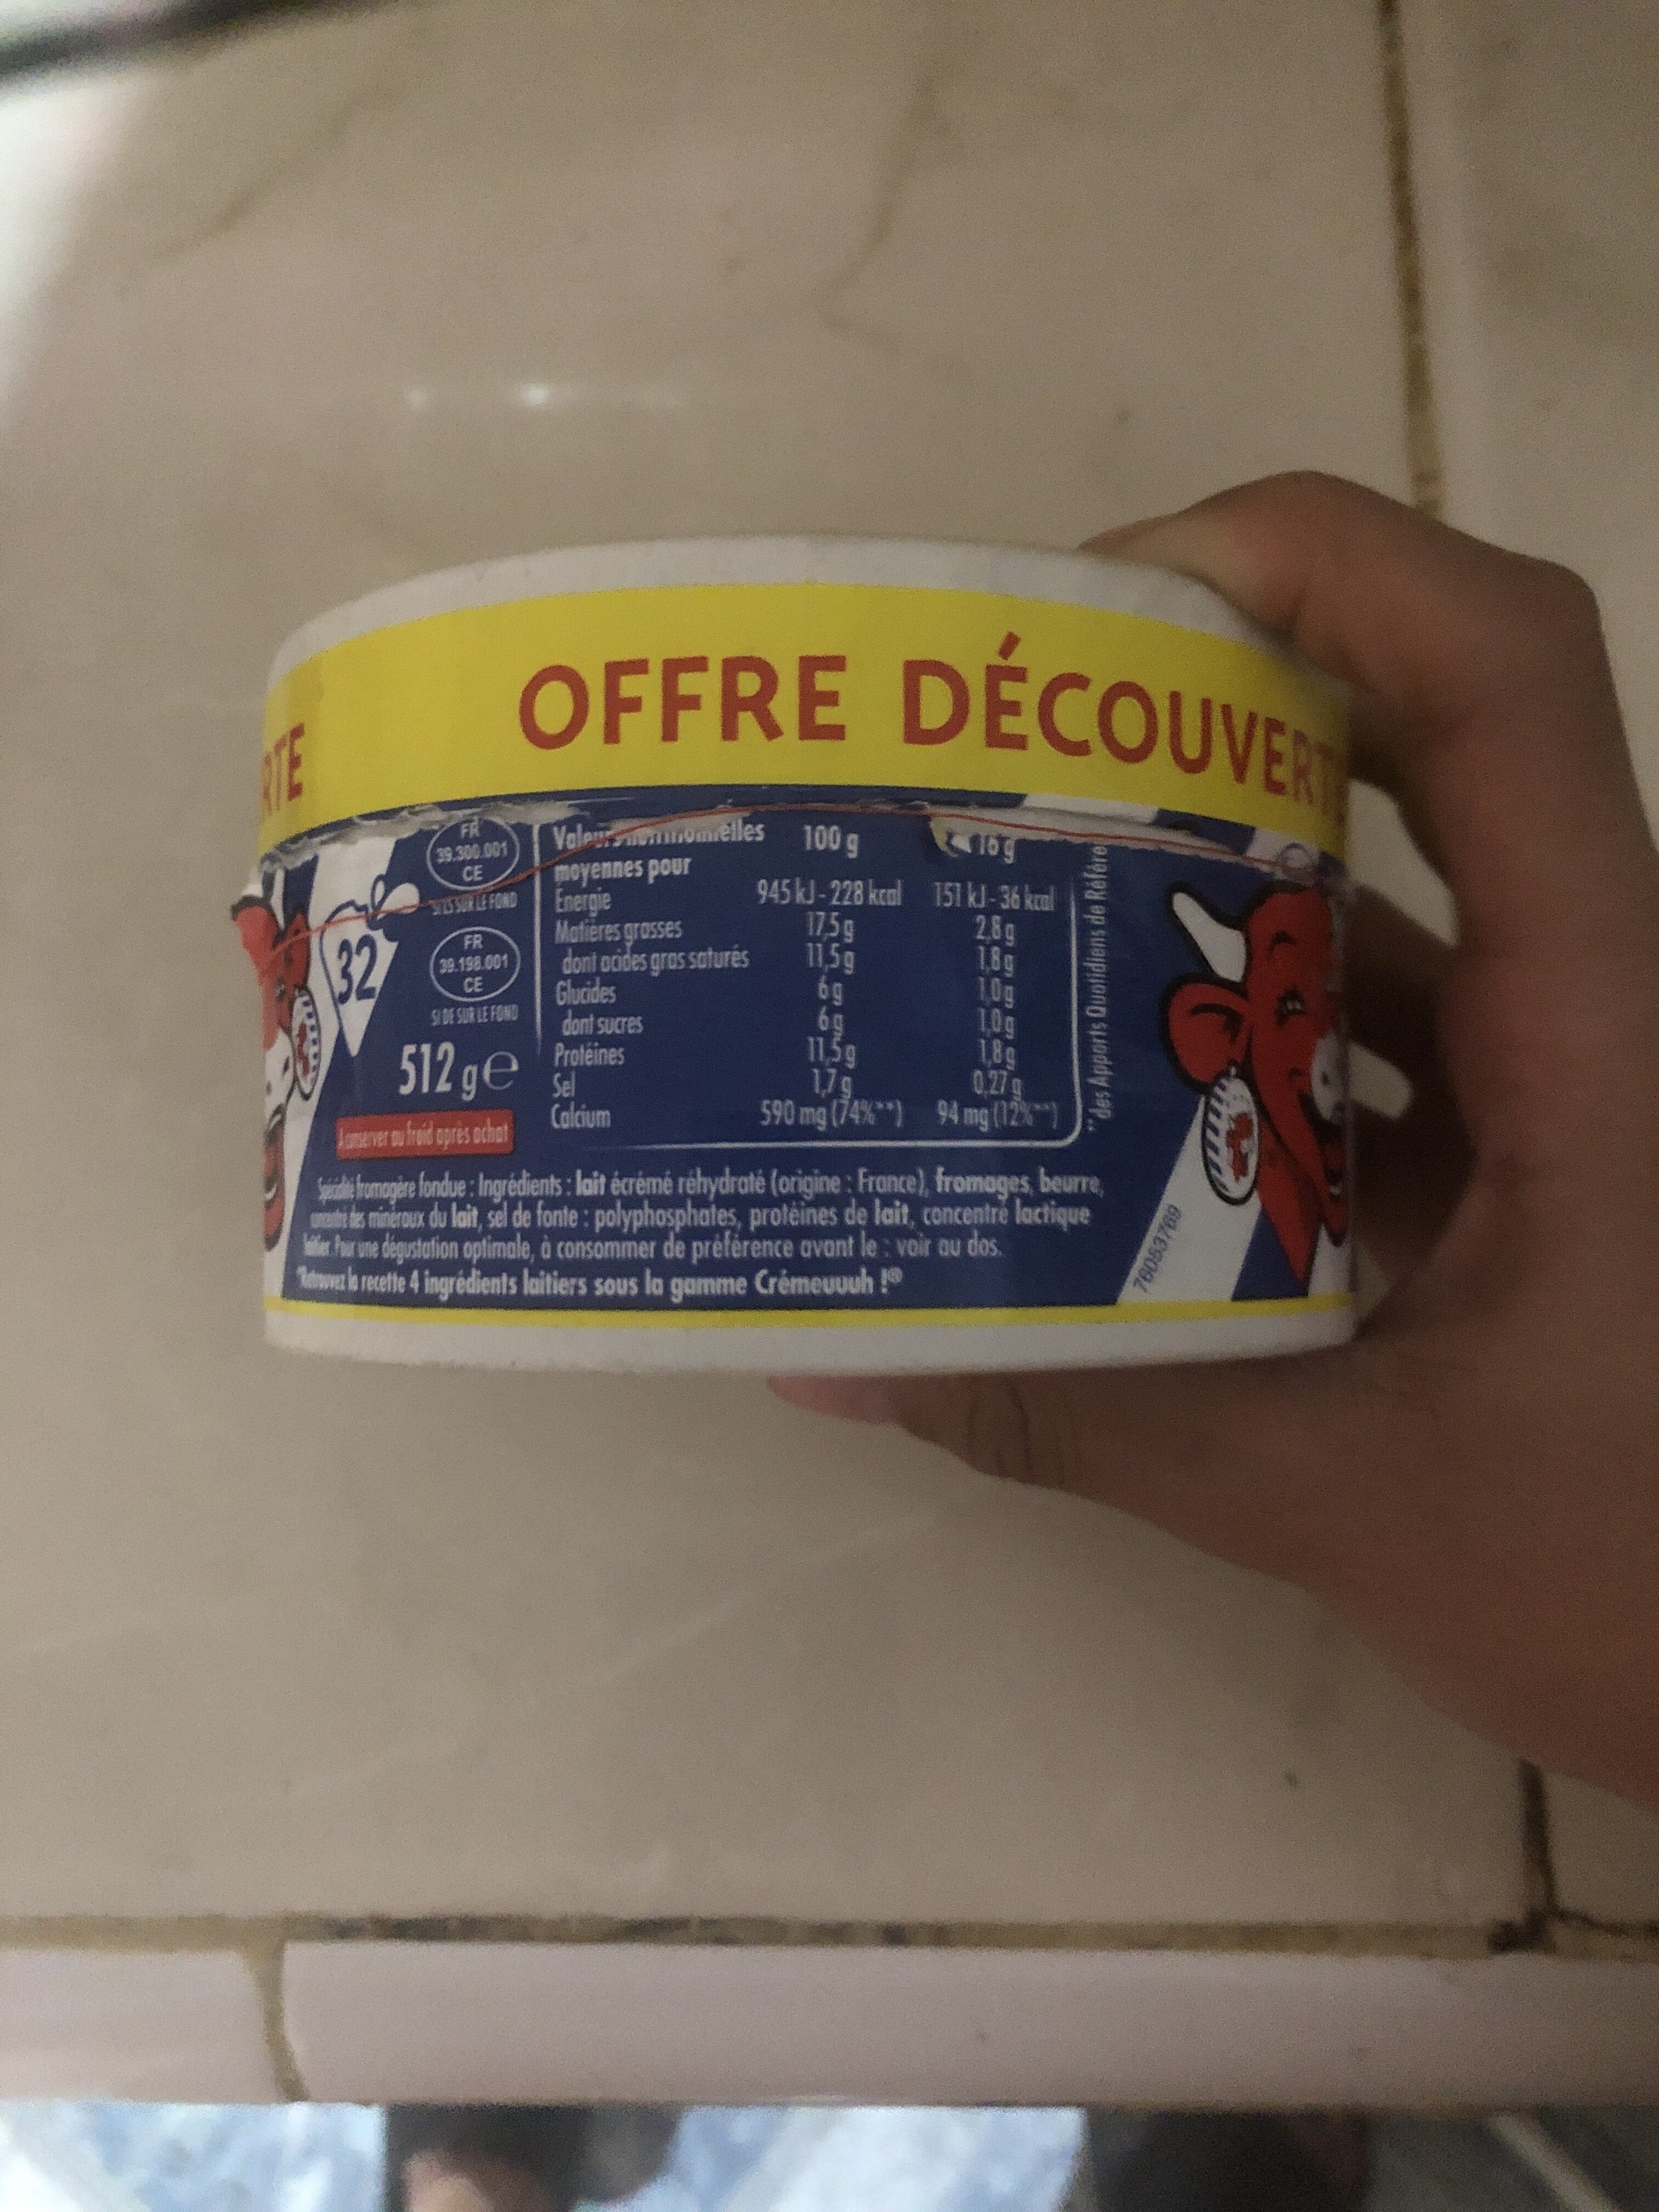 RTE
OFFRE DÉCOUVERT
FR
39.300.001
CE
SI LS SUR LE FOND
FR
39.198.001
CE
SI DE SUR LE FOND
32
512 g e
A conserver au froid après achat
Valeurs nutritionnelles 100 g 16 g
moyennes pour
Energie 945 kJ - 228 kcal 151 kJ - 36 kcal
Matières grasses 17,5 g 2,8 g
dont acides gras saturés 11,5 g 1,8 g
Glucides 6 g 1,0 g
dont sucres 6 g 1,0 g
Protéines 11,5 g 1,8 g
Sel 1,7 g 0,27 g
Calcium 590 mg (74%**) 94 mg (12%**)
**des Apports Quotidiens de Référe
Spécialité fromagère fondue : Ingrédients : lait écrémé réhydraté (origine : France), fromages, beurre,
concentré des minéraux du lait, sel de fonte : polyphosphates, protéines de lait, concentré lactique
laitier. Pour une dégustation optimale, à consommer de préférence avant le : voir au dos.
*Retrouvez la recette 4 ingrédients laitiers sous la gamme Crémeuuuh !®
76053769